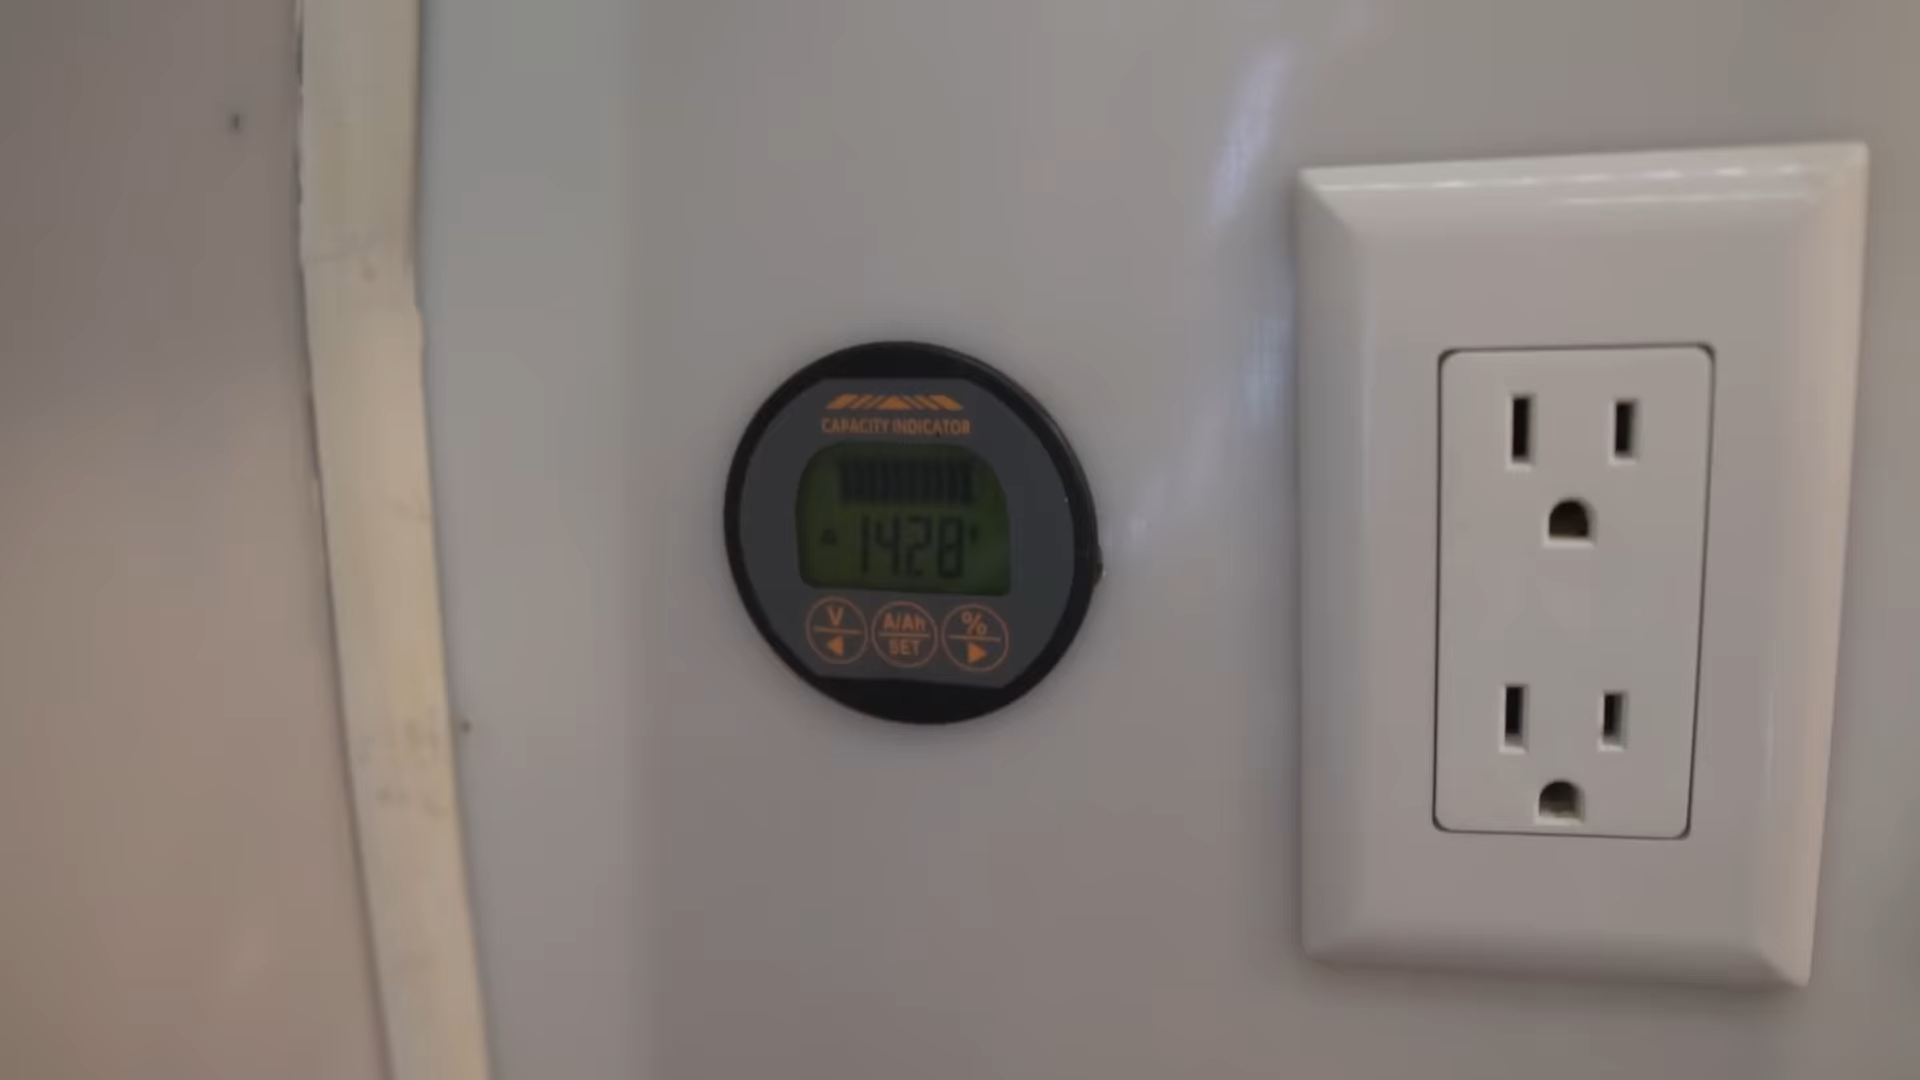 CAPACITY INDICATOR
14.28
V A/Ah %
SET